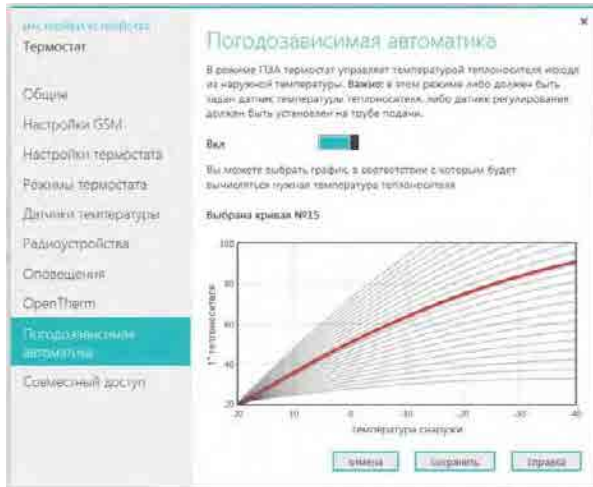 Настройки устройства
Термостат
Общие
Настройки GSM
Настройки термостата
Режимы термостата
Датчики температуры
Радиоустройства
Оповещения
OpenTherm
Погодозависимая
автоматика
Совместный доступ
×
Погодозависимая автоматика
В режиме ПЗА термостат управляет температурой теплоносителя исходя
из наружной температуры. Важно: в этом режиме либо должен быть
задан датчик температуры теплоносителя, либо датчик регулирования
должен быть установлен на трубе подачи.
Вкл
Вы можете выбрать график, в соответствии с которым будет
вычисляться нужная температура теплоносителя
Выбрана кривая №15
100
80
60
40
20
t° теплоносителя
20 10 0 -10 -20 -30 -40
температура снаружи
отмена сохранить справка